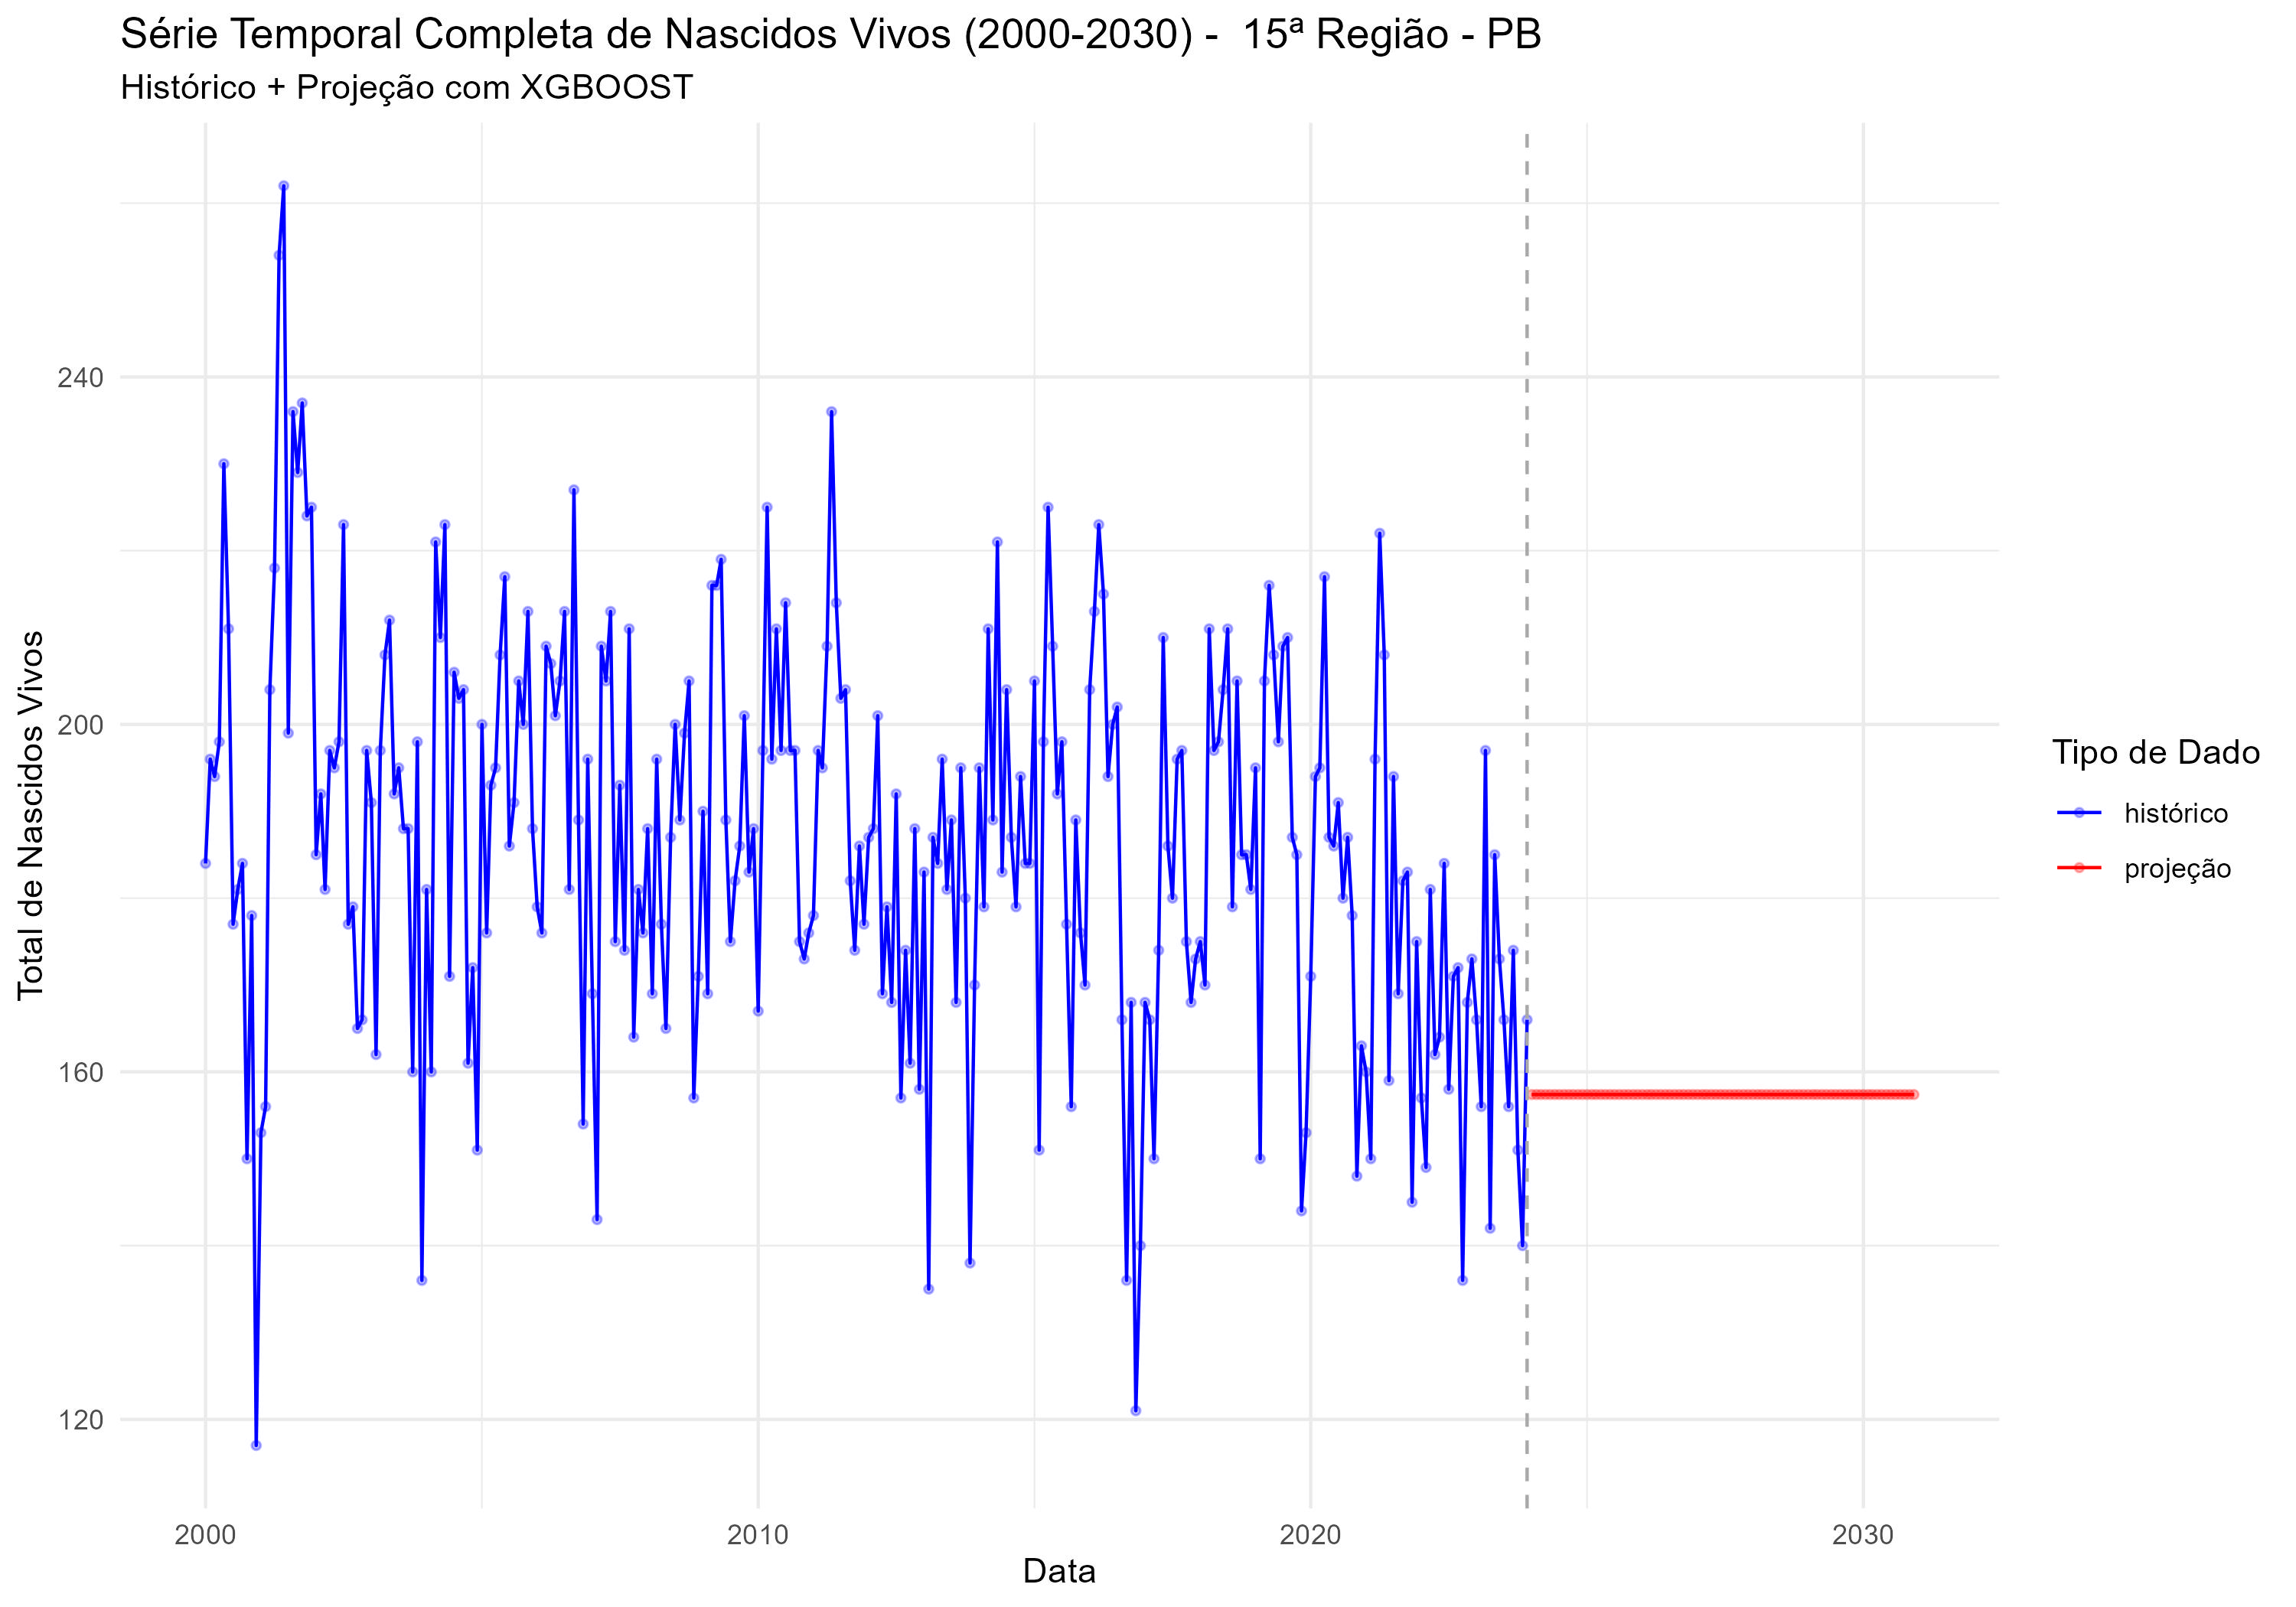 Série Temporal Completa de Nascidos Vivos (2000-2030) -  15ª Região - PB
Histórico + Projeção com XGBOOST
Total de Nascidos Vivos
240
200
160
120
2000
2010
2020
2030
Data
Tipo de Dado
histórico
projeção